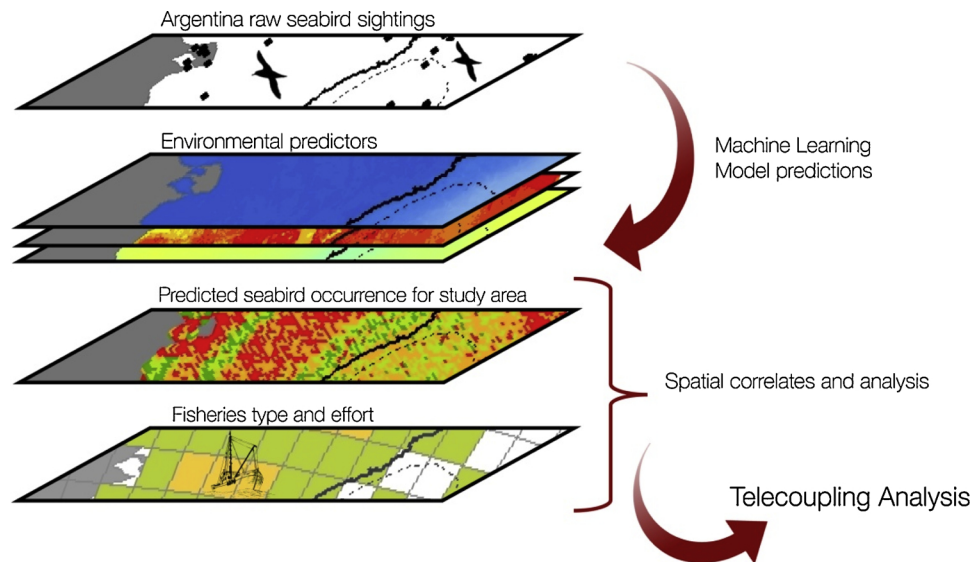 Argentina raw seabird sightings
Environmental predictors
Machine Learning
Model predictions
Predicted seabird occurrence for study area
Spatial correlates and analysis
Fisheries type and effort
Telecoupling Analysis